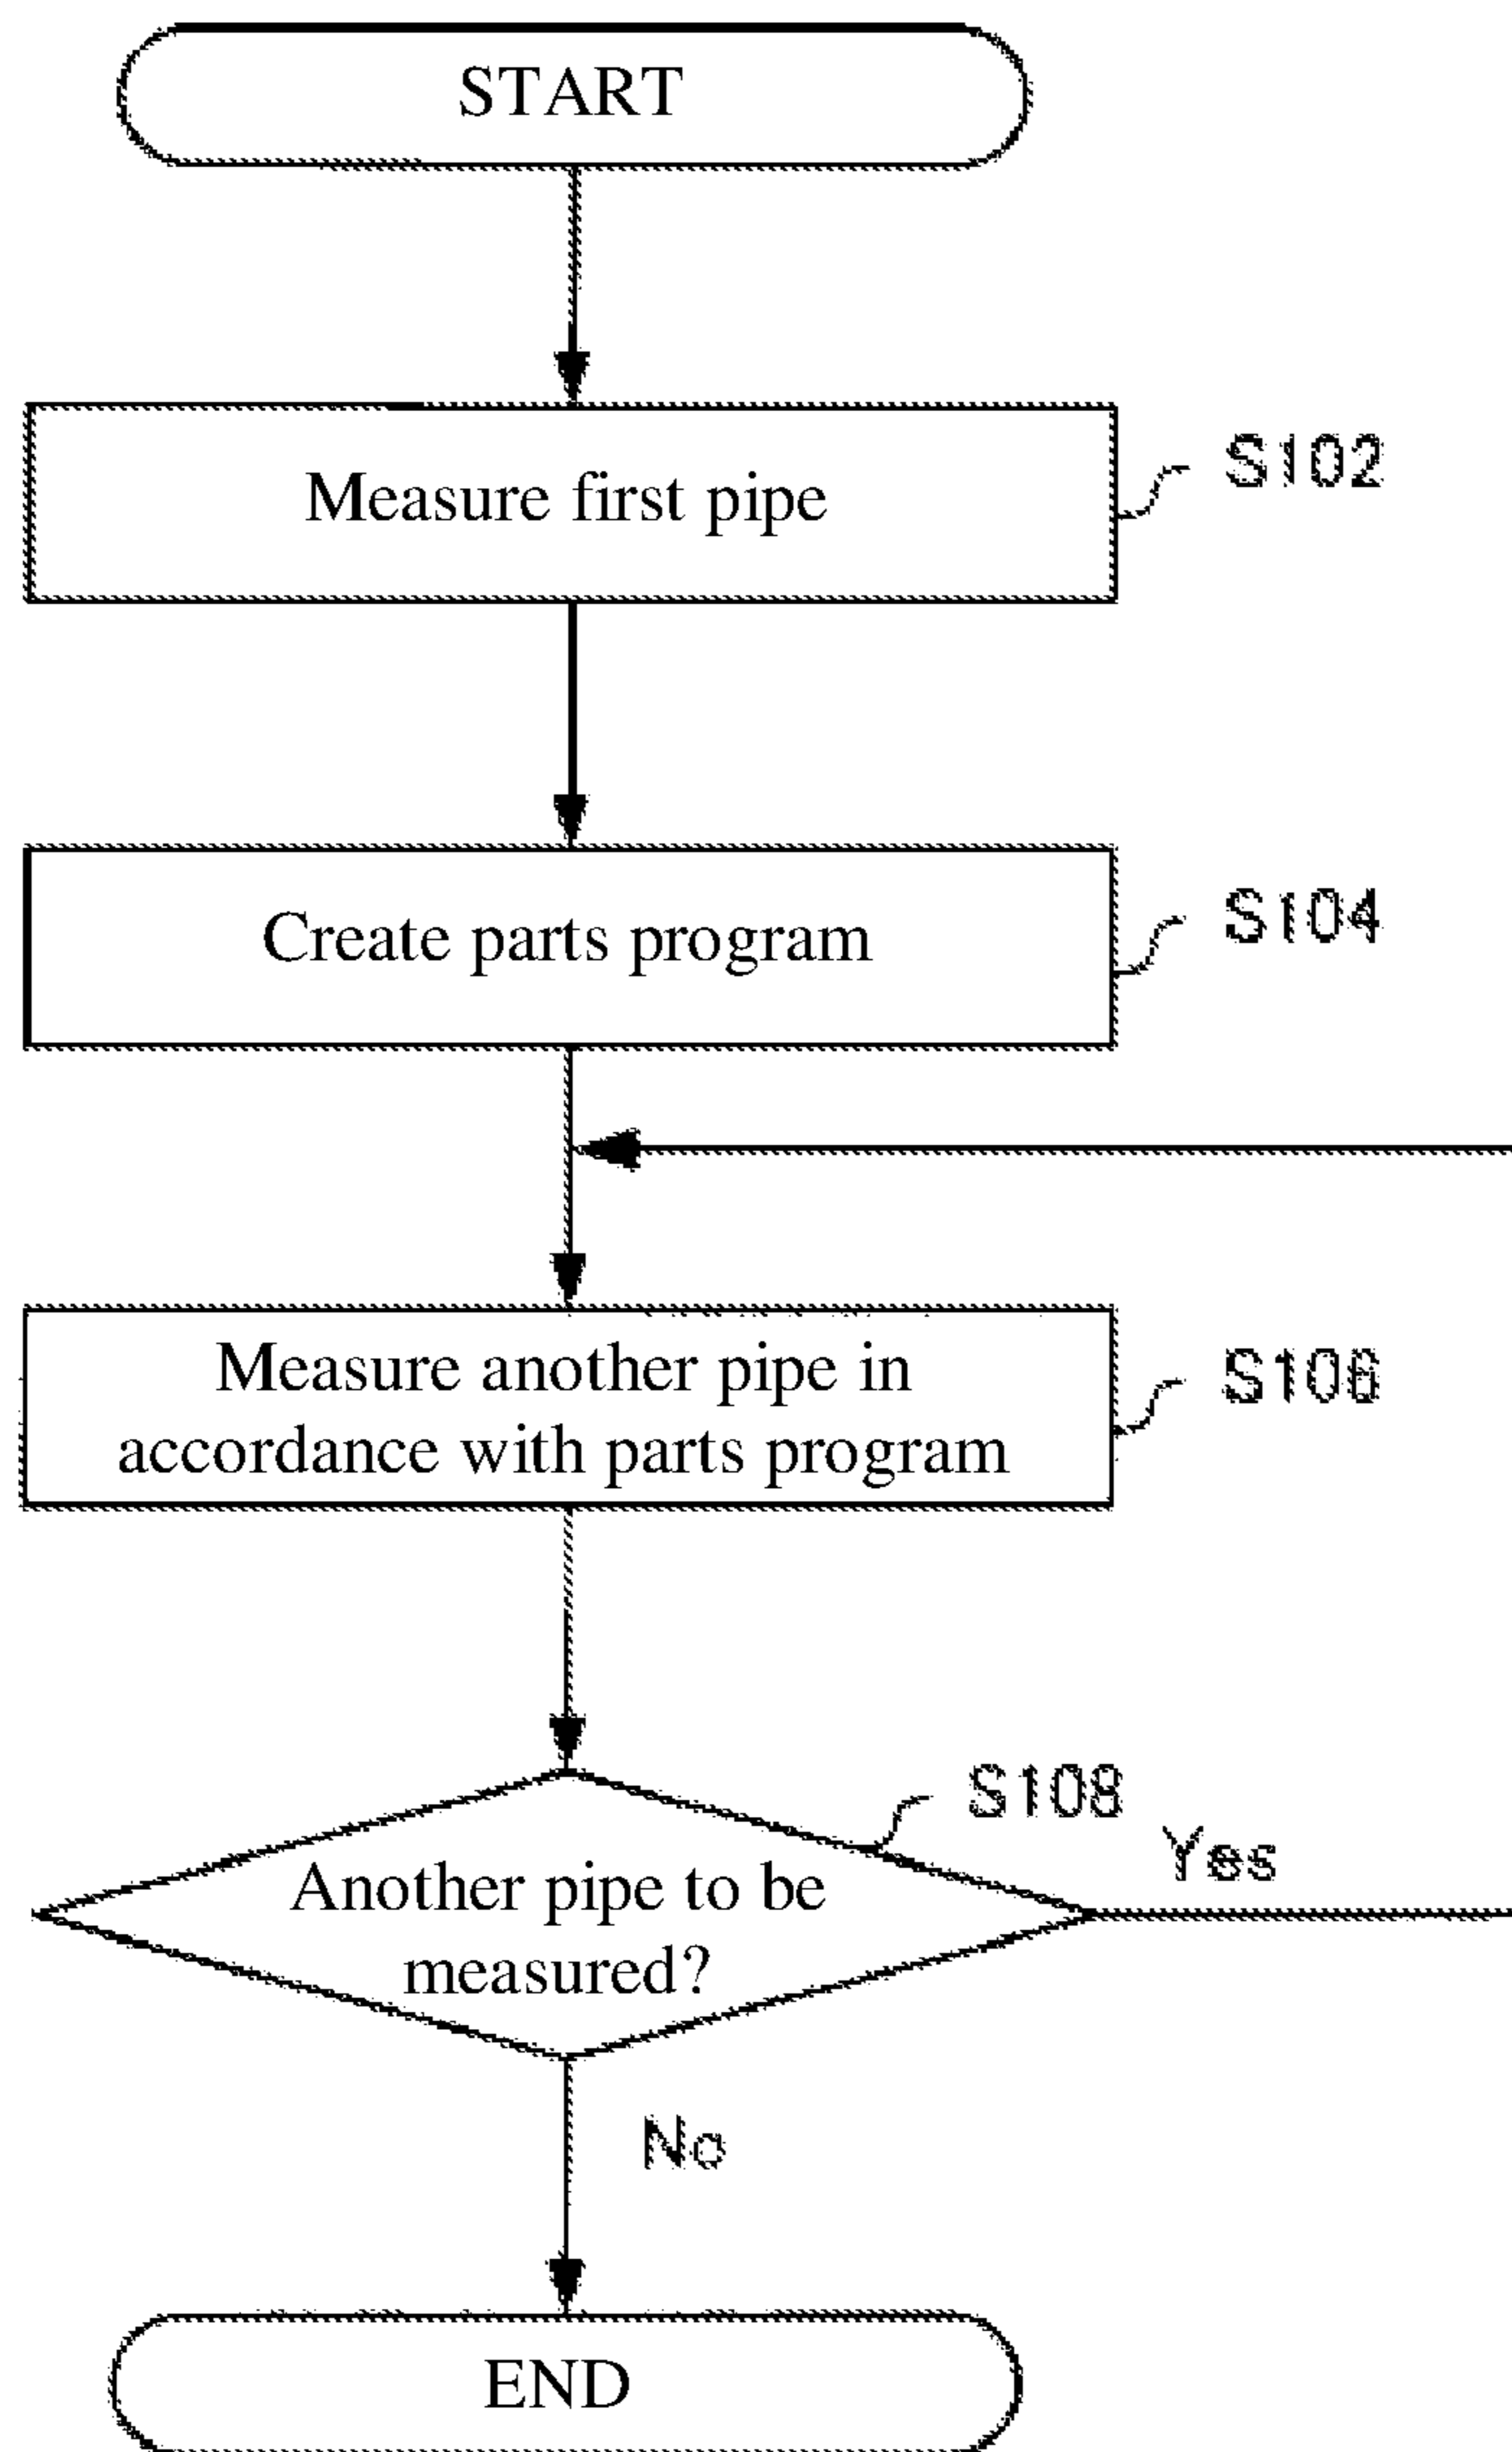 START
Measure first pipe
S102
Create parts program
S104
Measure another pipe in
accordance with parts program
S106
S108
Yes
Another pipe to be
measured?
No
END